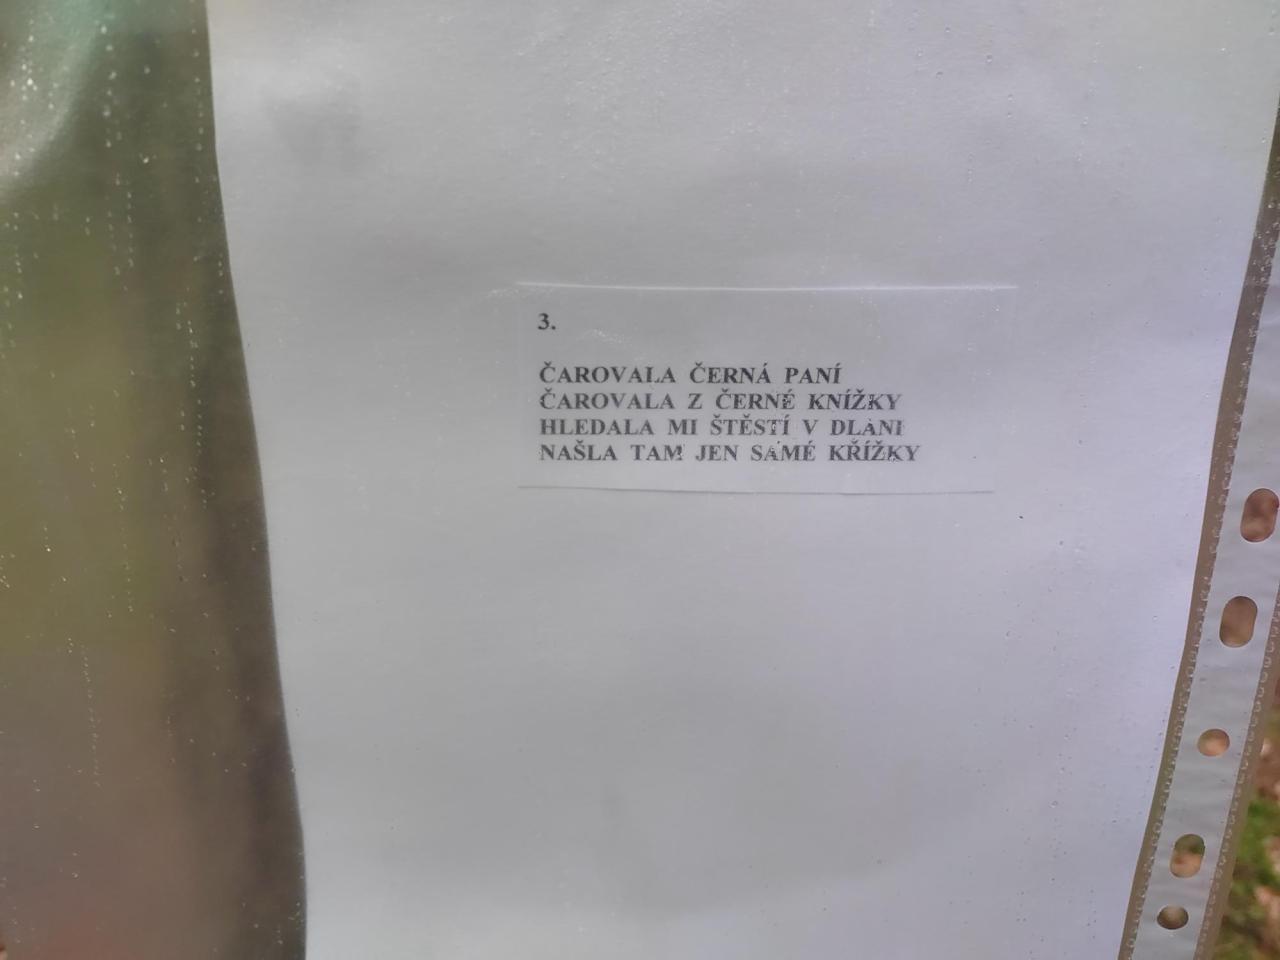 3.
ČAROVALA ČERNÁ PANÍ
ČAROVALA Z ČERNÉ KNÍŽKY
HLEDALA MI ŠTĚSTÍ V DLANI
NAŠLA TAM JEN SAMÉ KŘÍŽKY